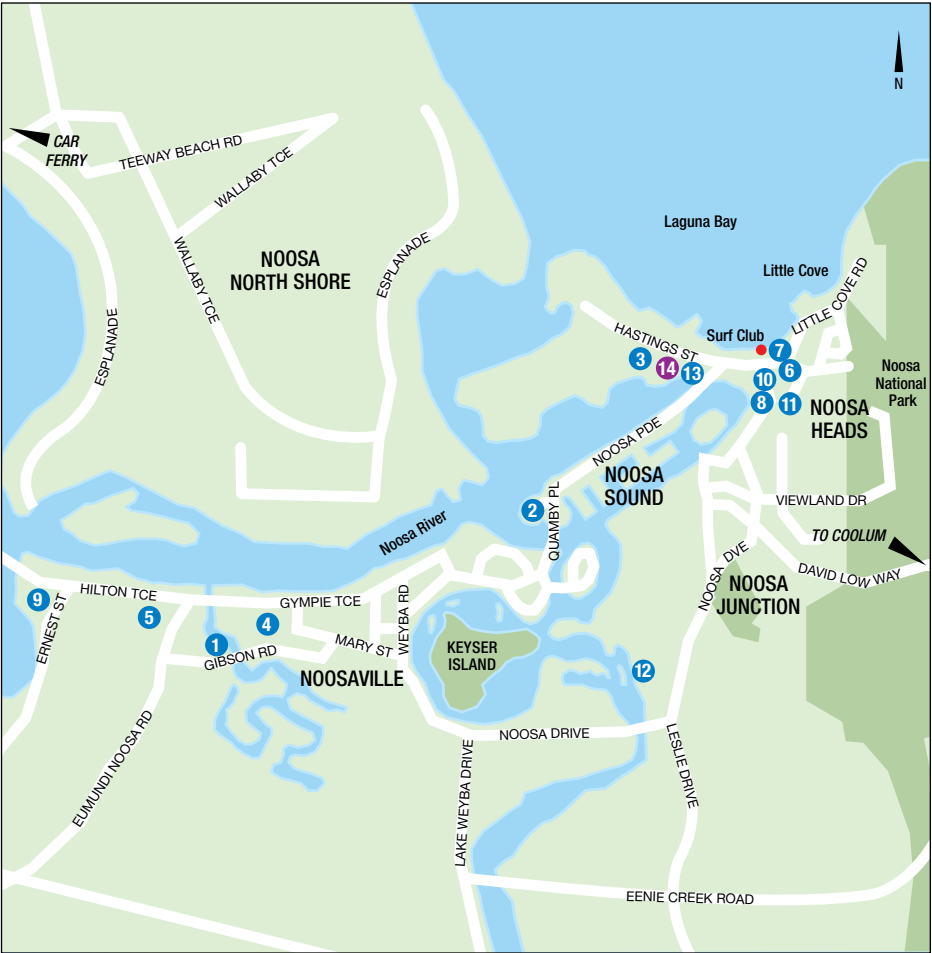 N
CAR
FERRY
TEEWAY BEACH RD
WALLABY TCE
Laguna Bay
WALLABY TCE
NOOSA
NORTH SHORE
ESPLANADE
Little Cove
LITTLE COVE RD
ESPLANADE
HASTINGS ST
Surf Club
7
3
14
13
6
10
8
11
Noosa
National
Park
NOOSA
HEADS
NOOSA PDE
NOOSA
SOUND
VIEWLAND DR
2
QUAMBY PL
Noosa River
TO COOLUM
DAVID LOW WAY
NOOSA DVE
NOOSA
JUNCTION
9
HILTON TCE
ERNEST ST
5
GYMPIE TCE
4
1
GIBSON RD
MARY ST
WEYBA RD
KEYSER
ISLAND
NOOSAVILLE
12
NOOSA DRIVE
EUMUNDI NOOSA RD
LAKE WEYBA DRIVE
LESLIE DRIVE
EENIE CREEK ROAD